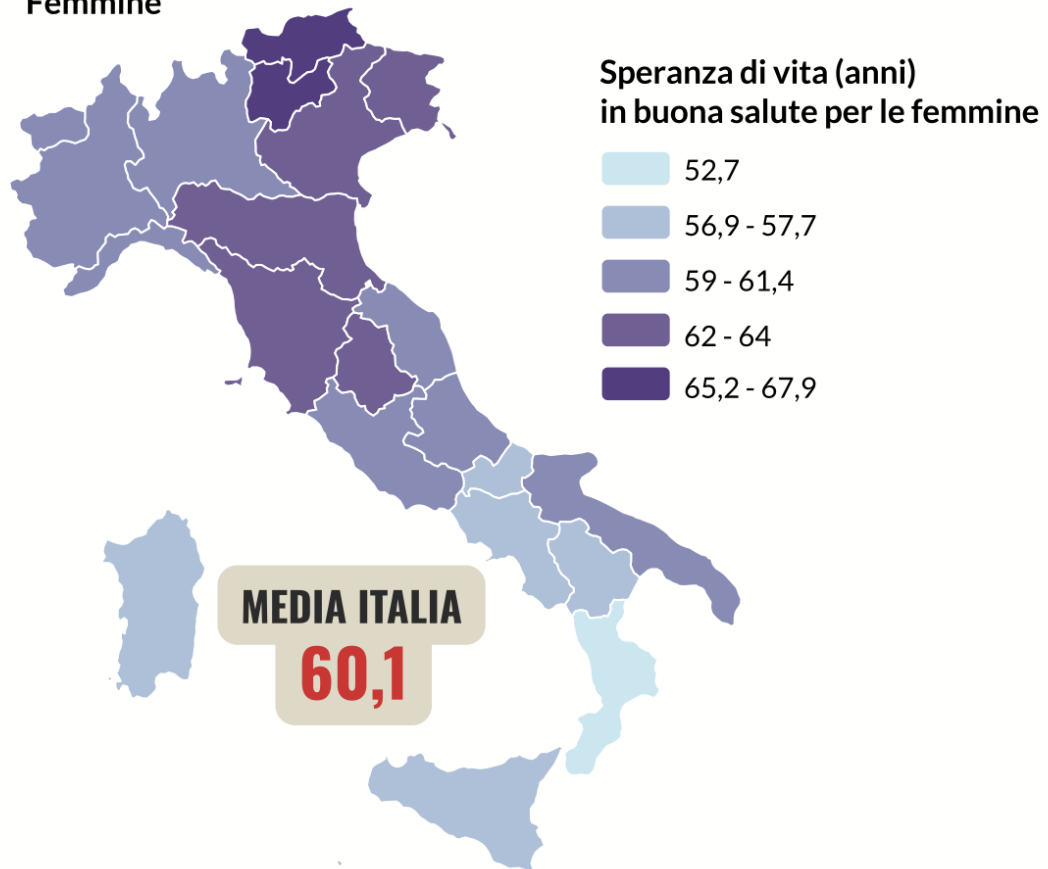 Femmine
Speranza di vita (anni)
in buona salute per le femmine
52,7
56,9 - 57,7
59 - 61,4
62 - 64
65,2 - 67,9
MEDIA ITALIA
60,1